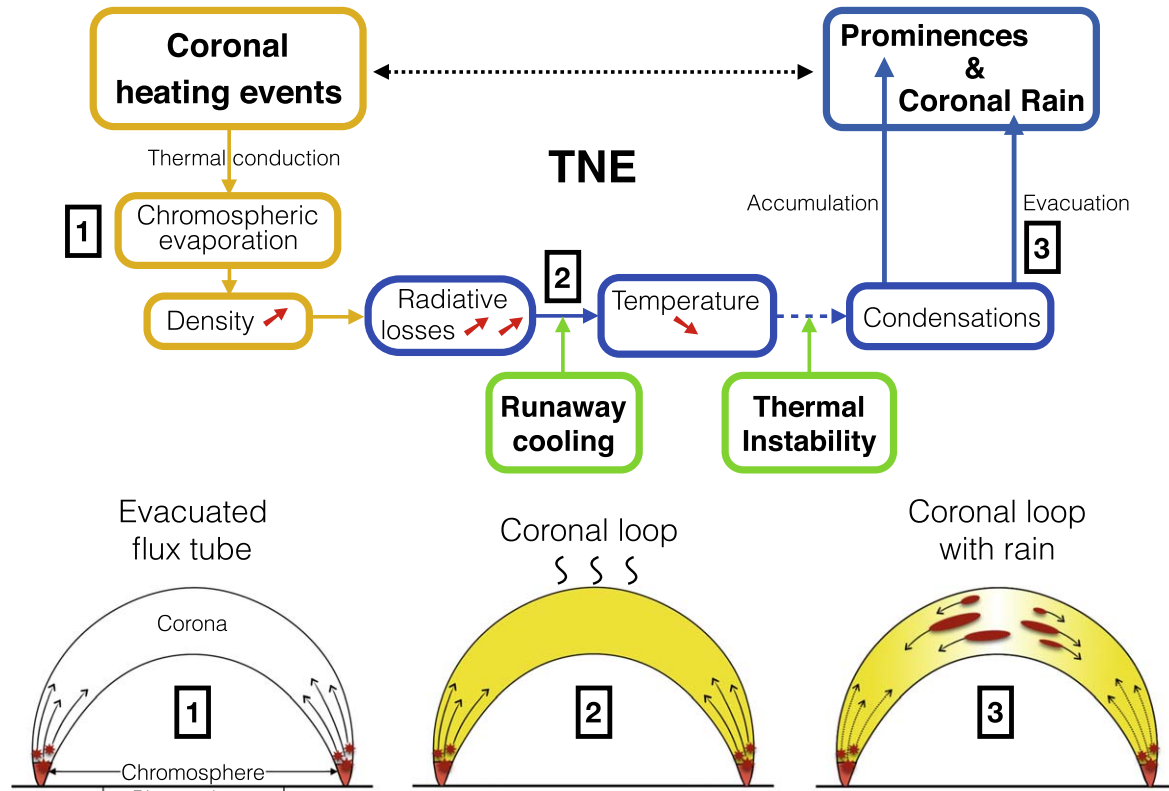 Coronal
heating events
Prominences
&
Coronal Rain
Thermal conduction
TNE
Accumulation
Evacuation
1
Chromospheric
evaporation
3
2
Density
Radiative
losses
Temperature
Condensations
Runaway
cooling
Thermal
Instability
Evacuated
flux tube
Coronal loop
Coronal loop
with rain
Corona
1
2
3
Chromosphere